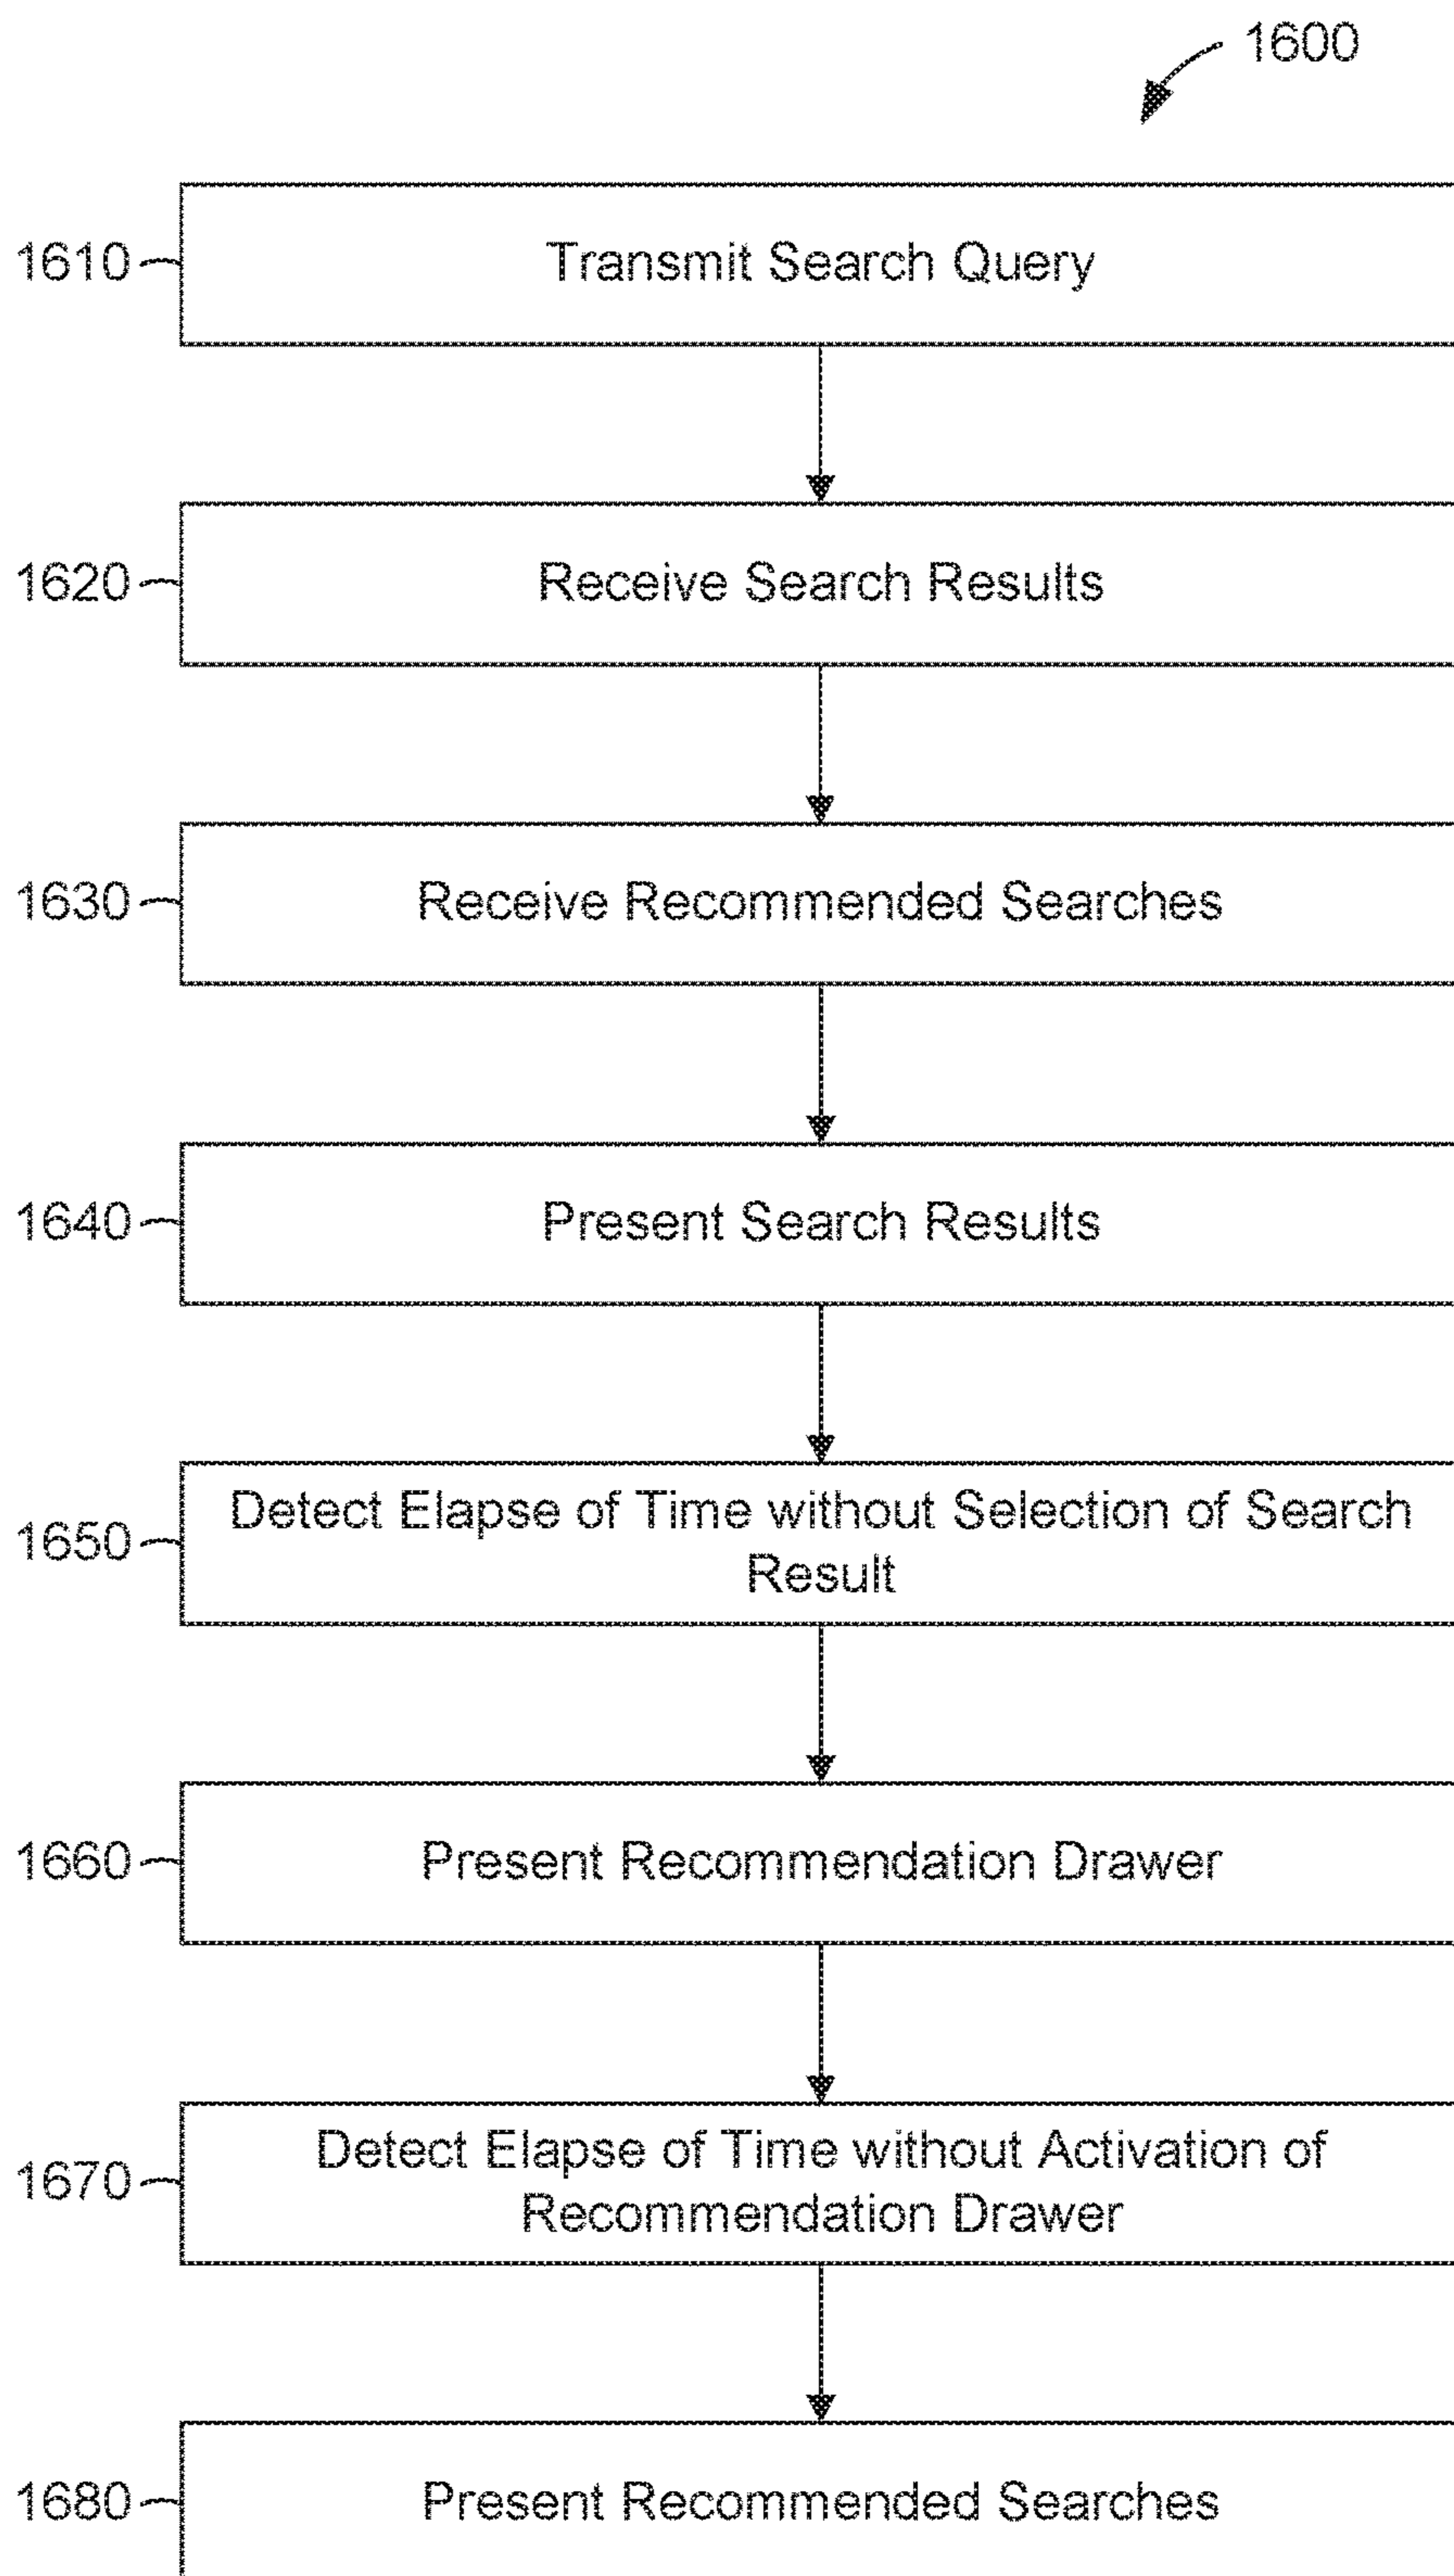 1600
1610
Transmit Search Query
1620
Receive Search Results
1630
Receive Recommended Searches
1640
Present Search Results
1650
Detect Elapse of Time without Selection of Search
Result
1660
Present Recommendation Drawer
1670
Detect Elapse of Time without Activation of
Recommendation Drawer
1680
Present Recommended Searches